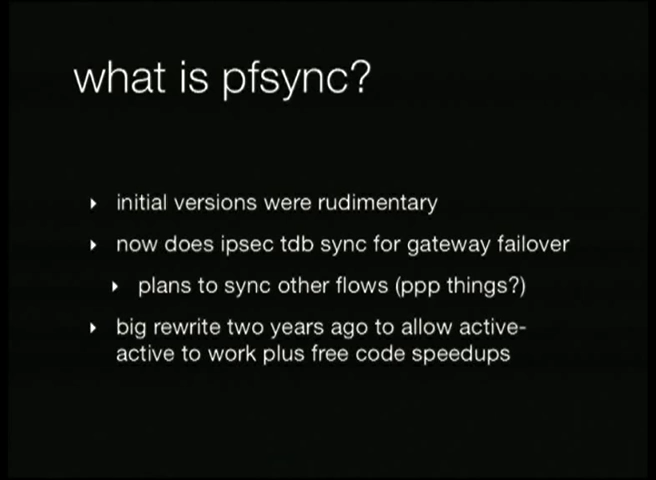 what is pfsync?
initial versions were rudimentary
now does ipsec tdb sync for gateway failover
plans to sync other flows (ppp things?)
big rewrite two years ago to allow active-
active to work plus free code speedups